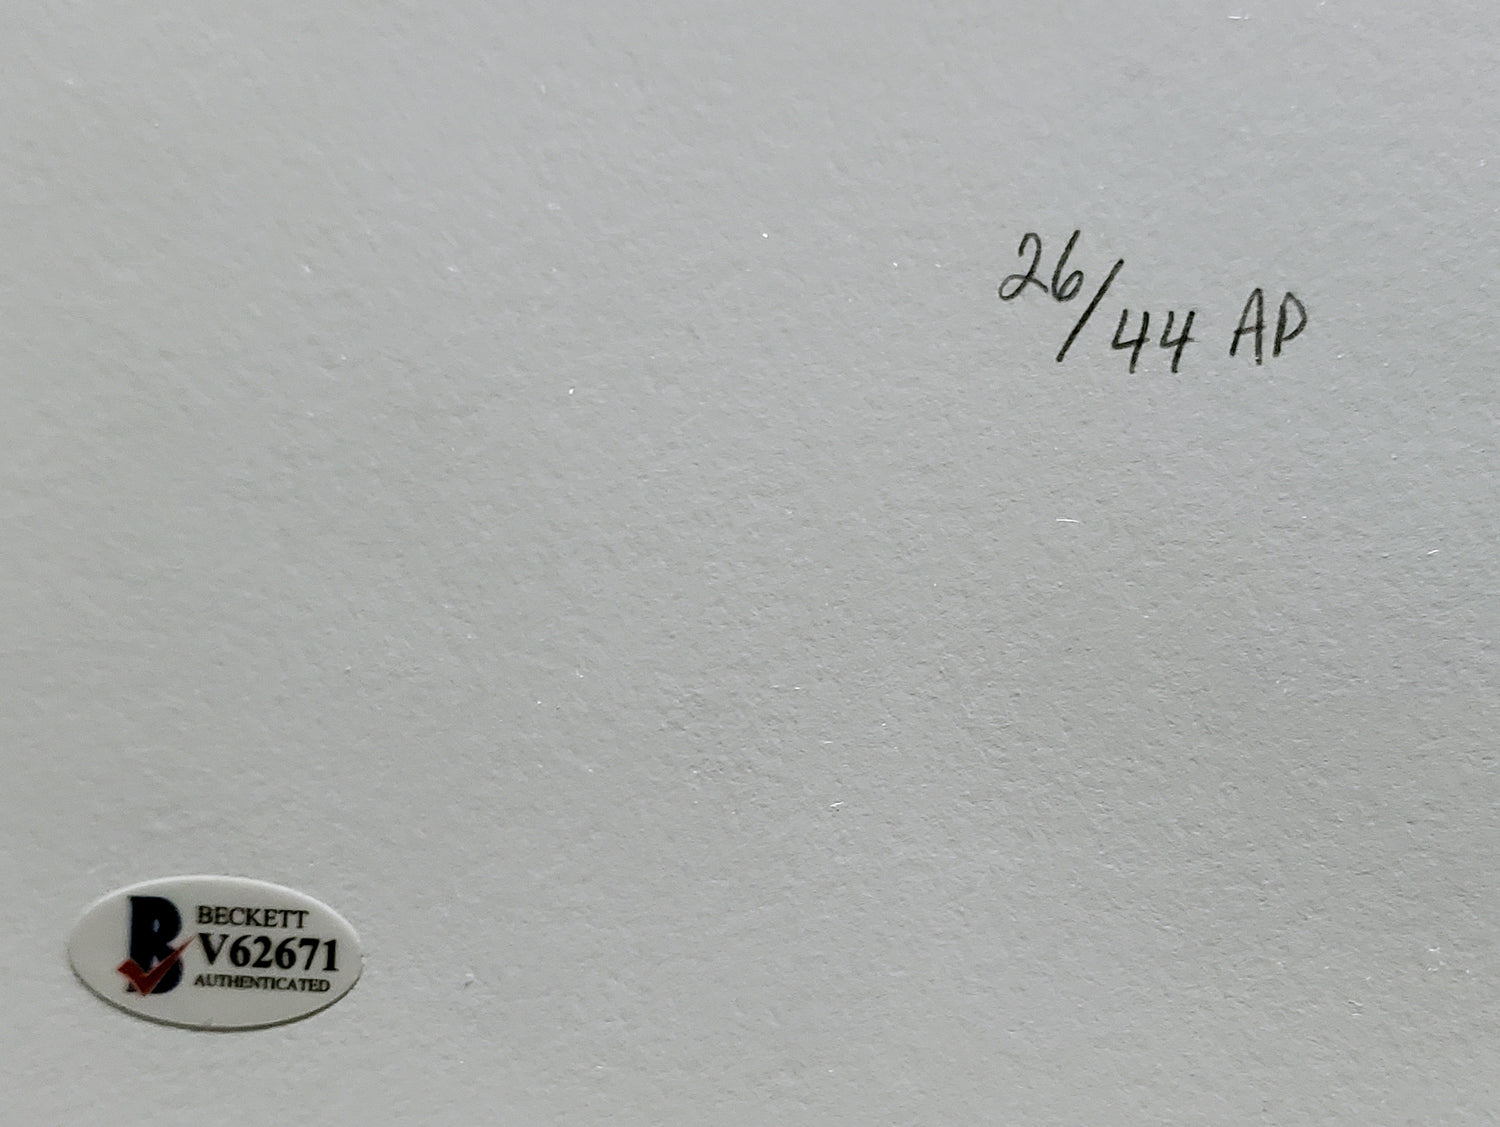 26/44 AP
BECKETT
V62671
AUTHENTICATED